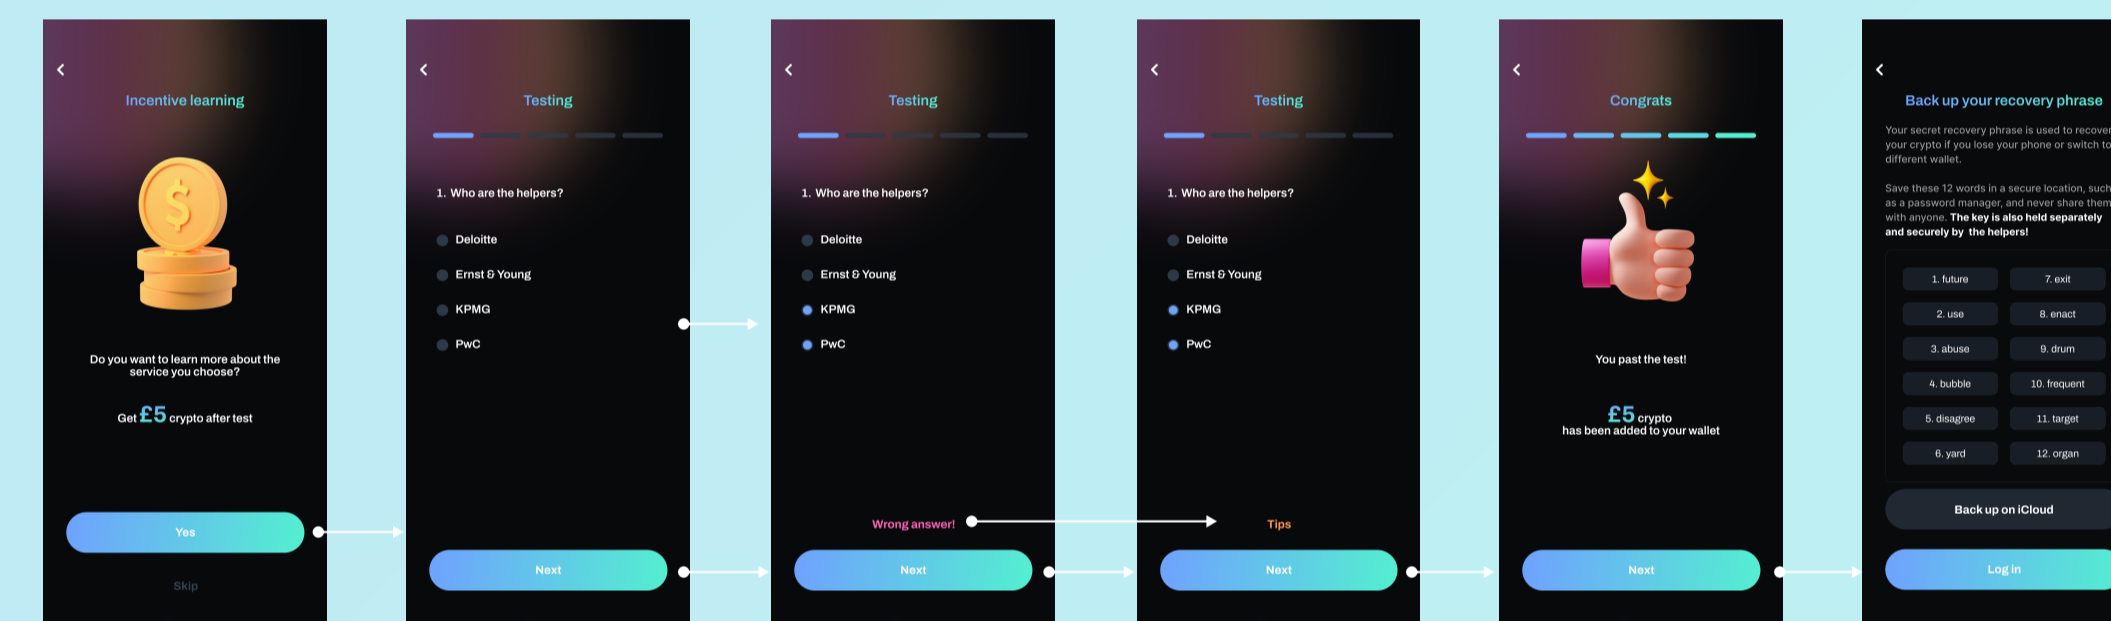 Incentive learning
Do you want to learn more about the
service you choose?
Get £5 crypto after test
Yes
Skip
Testing
1. Who are the helpers?
Deloitte
Ernst & Young
KPMG
PwC
Next
Testing
1. Who are the helpers?
Deloitte
Ernst & Young
KPMG
PwC
Wrong answer!
Next
Testing
1. Who are the helpers?
Deloitte
Ernst & Young
KPMG
PwC
Tips
Next
Congrats
You past the test!
£5 crypto
has been added to your wallet
Next
Back up your recovery phrase
Your secret recovery phrase is used to recover
your crypto if you lose your phone or switch to
different wallet.
Save these 12 words in a secure location, such
as a password manager, and never share them
with anyone. The key is also held separately
and securely by the helpers!
1. future
7. exit
2. use
8. enact
3. abuse
9. drum
4. bubble
10. frequent
5. disagree
11. target
6. yard
12. organ
Back up on iCloud
Log in